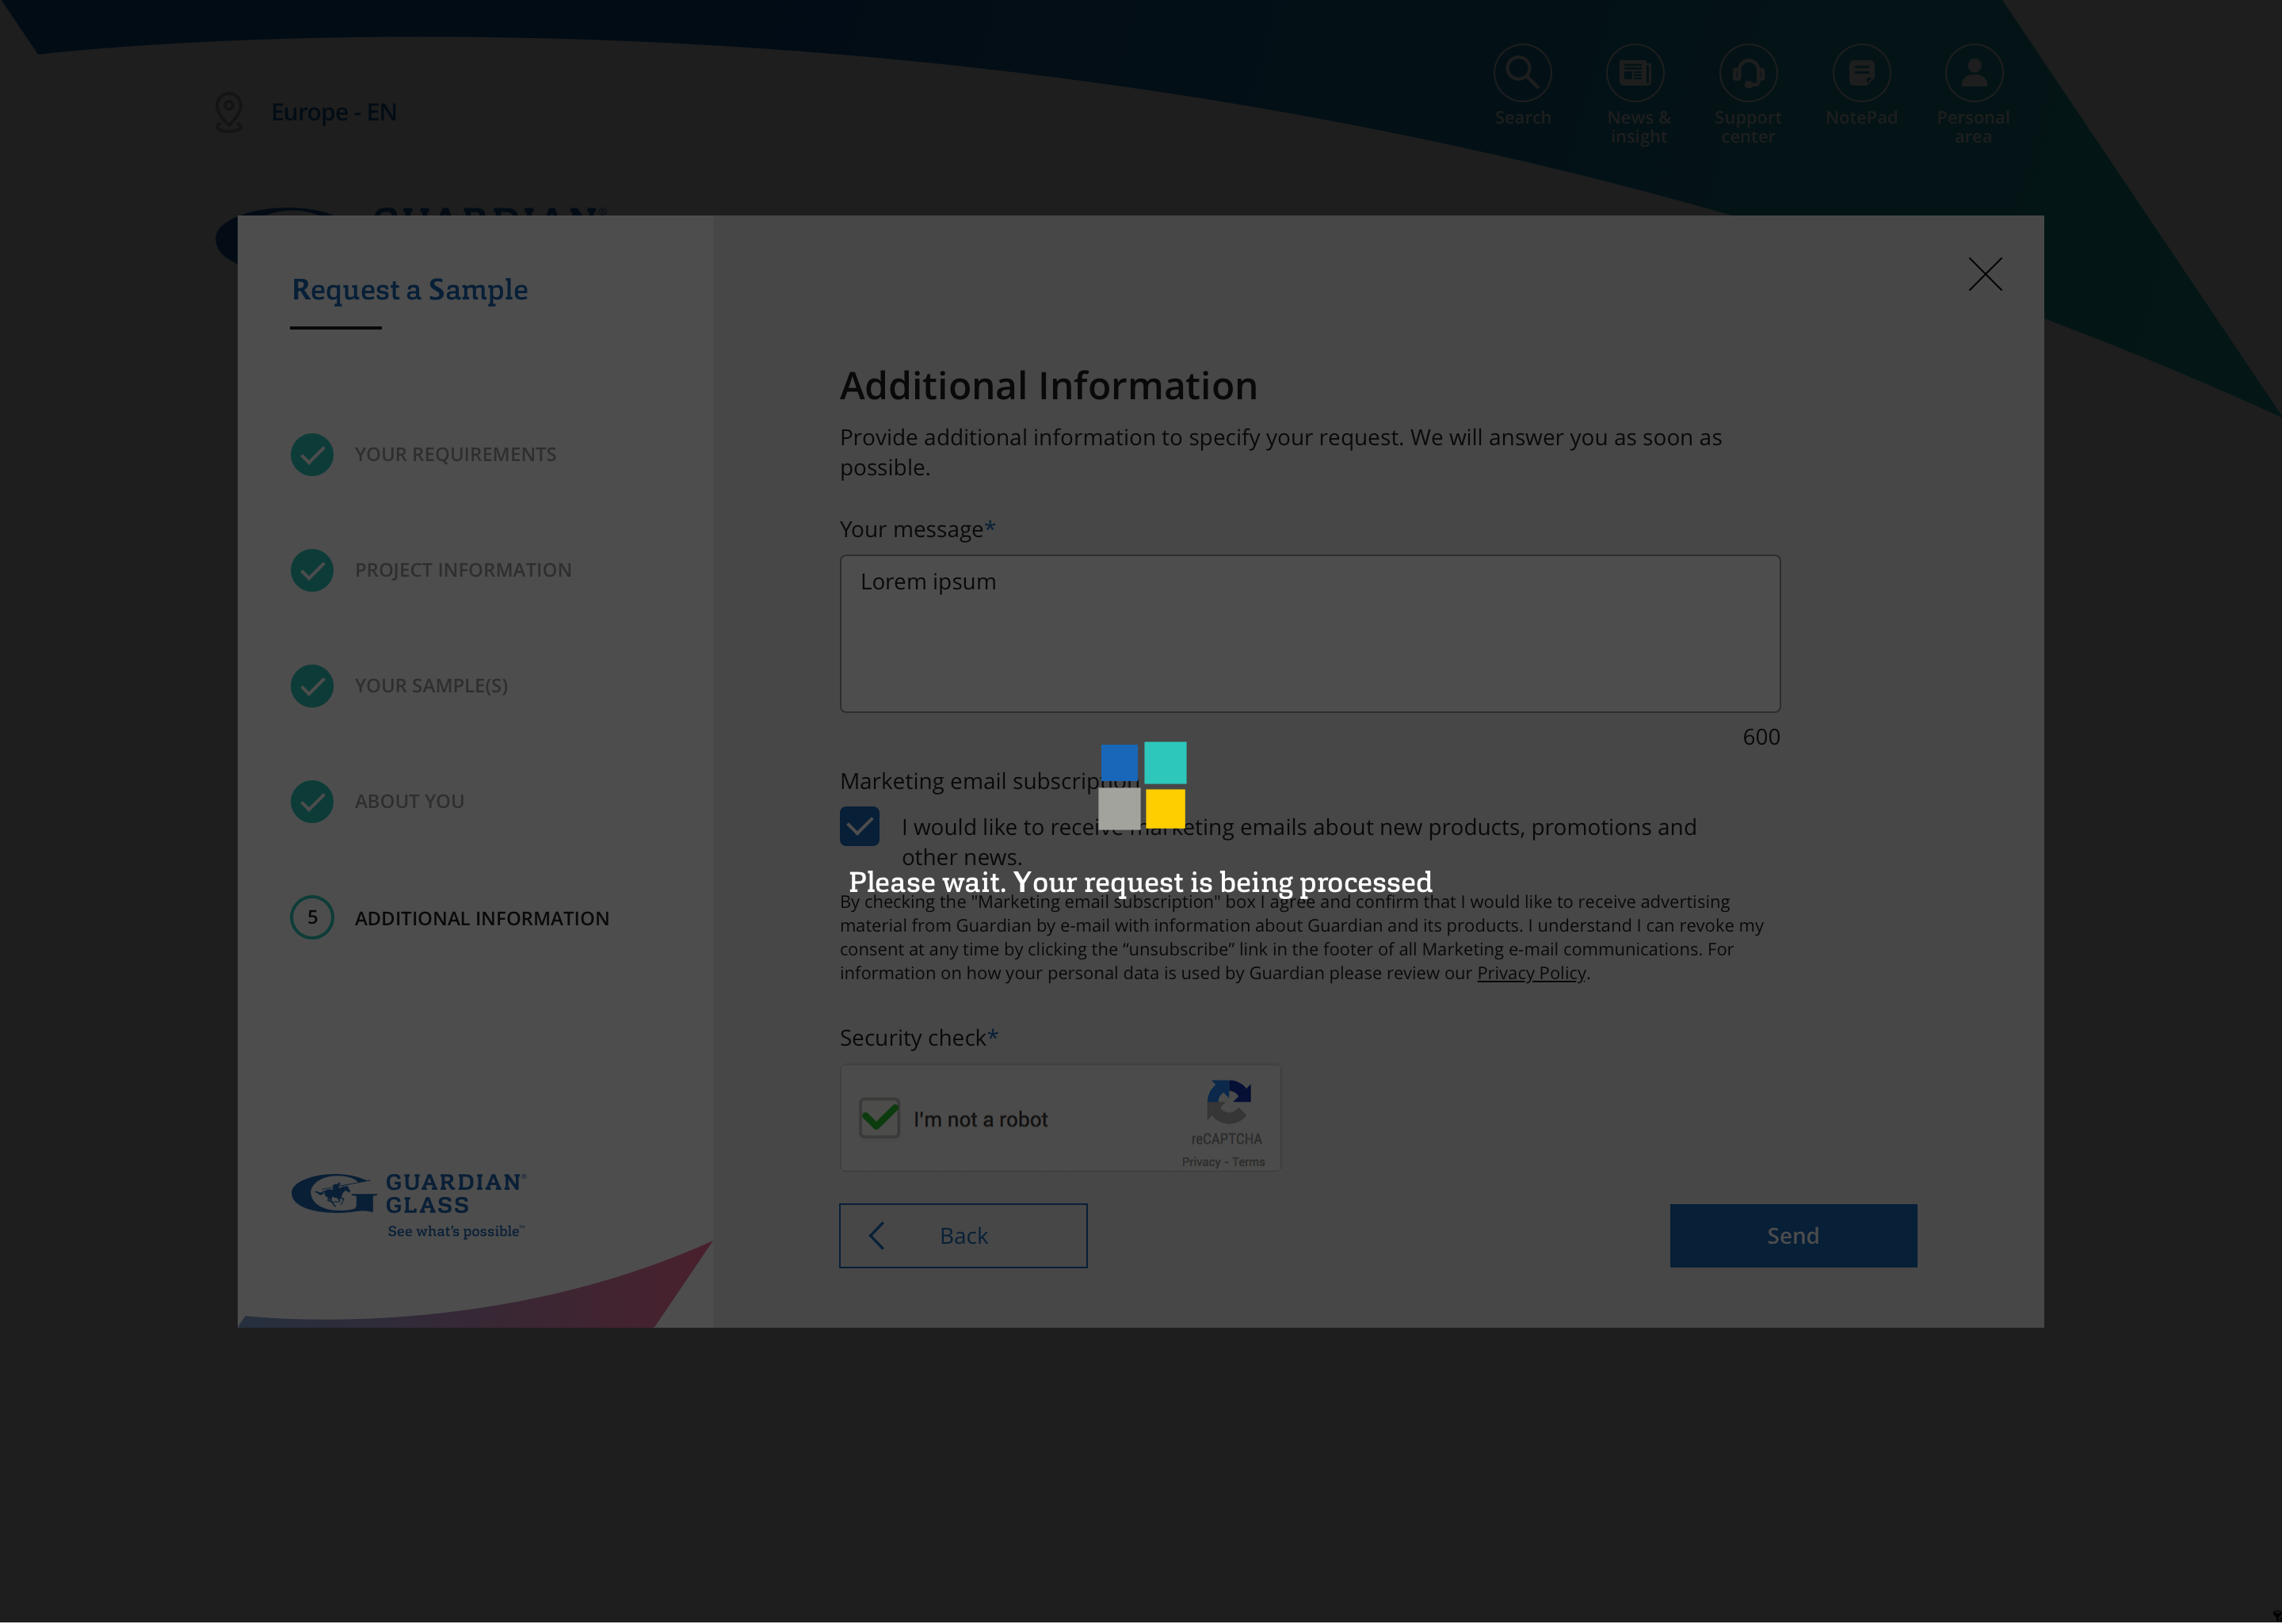 Europe - EN
Search
News & insight
Support center
NotePad
Personal area
GUARDIAN®
Request a Sample
YOUR REQUIREMENTS
PROJECT INFORMATION
YOUR SAMPLE(S)
ABOUT YOU
5 ADDITIONAL INFORMATION
GUARDIAN®
GLASS
See what's possible™
Additional Information
Provide additional information to specify your request. We will answer you as soon as
possible.
Your message*
Lorem ipsum
600
Marketing email subscription
I would like to receive marketing emails about new products, promotions and
other news.
Please wait. Your request is being processed
By checking the "Marketing email subscription" box I agree and confirm that I would like to receive advertising
material from Guardian by e-mail with information about Guardian and its products. I understand I can revoke my
consent at any time by clicking the “unsubscribe” link in the footer of all Marketing e-mail communications. For
information on how your personal data is used by Guardian please review our Privacy Policy.
Security check*
I'm not a robot
reCAPTCHA
Privacy - Terms
Back
Send